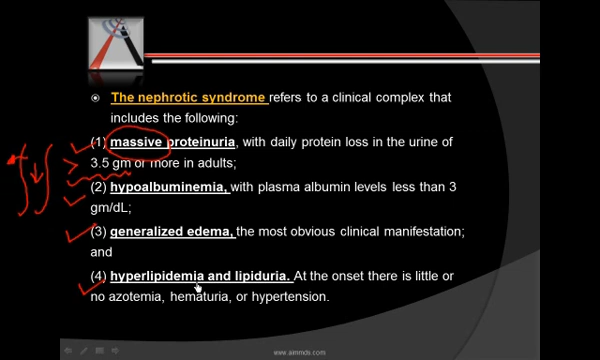 The nephrotic syndrome refers to a clinical complex that
includes the following:
(1) massive proteinuria, with daily protein loss in the urine of
3.5 gm or more in adults;
(2) hypoalbuminemia, with plasma albumin levels less than 3
gm/dL;
(3) generalized edema, the most obvious clinical manifestation;
and
(4) hyperlipidemia and lipiduria. At the onset there is little or
no azotemia, hematuria, or hypertension.
www.aimmds.com